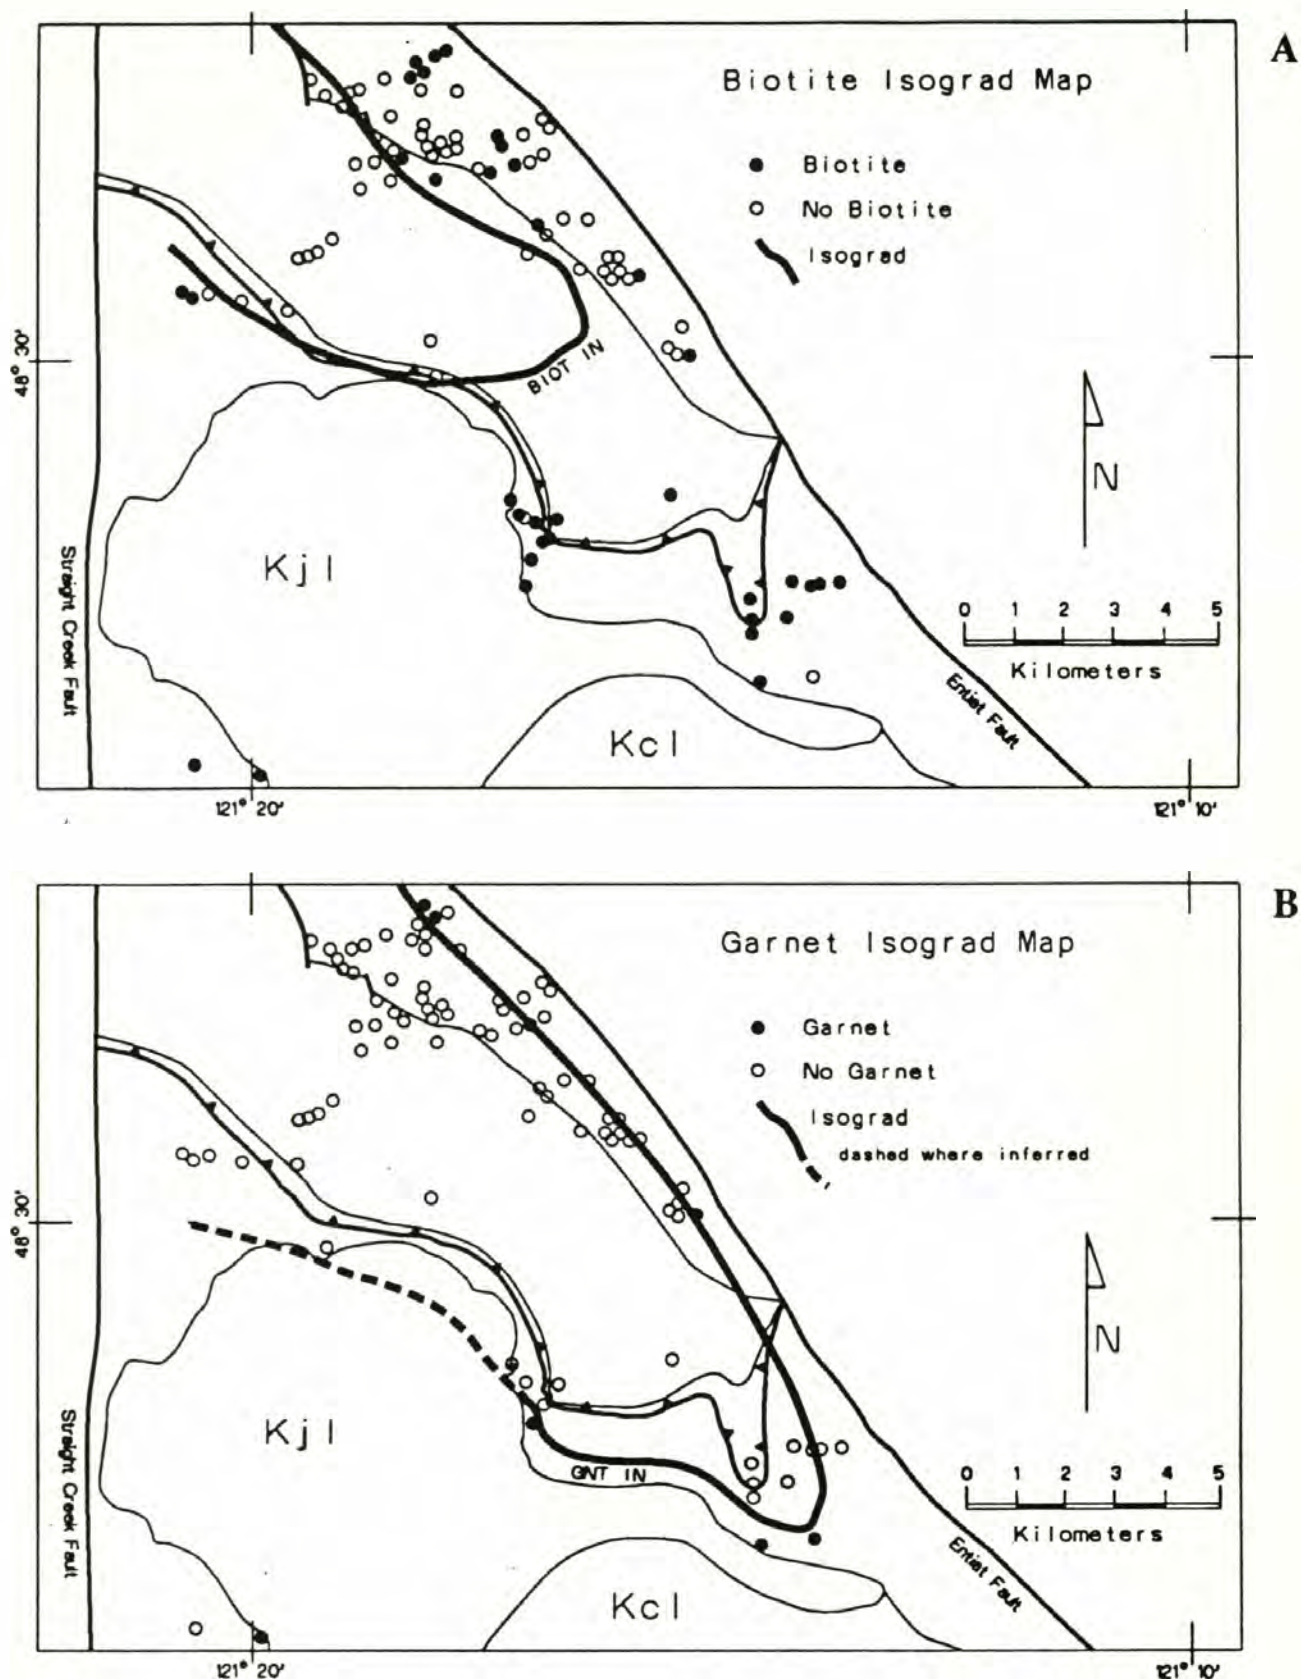 A
Biotite Isograd Map
Biotite
No Biotite
Isograd
BIOT IN
48° 30'
Straight Creek Fault
Kjl
N
0 1 2 3 4 5
Kilometers
Entiat Fault
Kcl
121° 20'
121° 10'
B
Garnet Isograd Map
Garnet
No Garnet
Isograd
dashed where inferred
48° 30'
N
Straight Creek Fault
Kjl
GNT IN
0 1 2 3 4 5
Kilometers
Entiat Fault
Kcl
121° 20'
121° 10'